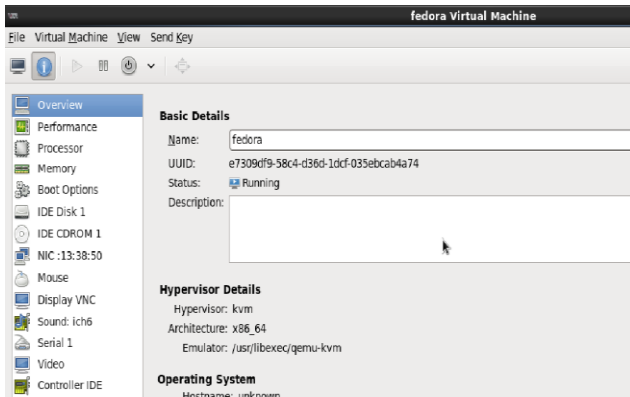 fedora Virtual Machine
File Virtual Machine View Send Key
Overview
Performance
Processor
Memory
Boot Options
IDE Disk 1
IDE CDROM 1
NIC :13:38:50
Mouse
Display VNC
Sound: ich6
Serial 1
Video
Controller IDE
Basic Details
Name: fedora
UUID: e7309df9-58c4-d36d-1dcf-035ebcab4a74
Status: Running
Description:
Hypervisor Details
Hypervisor: kvm
Architecture: x86_64
Emulator: /usr/libexec/qemu-kvm
Operating System
Hostname: unknown